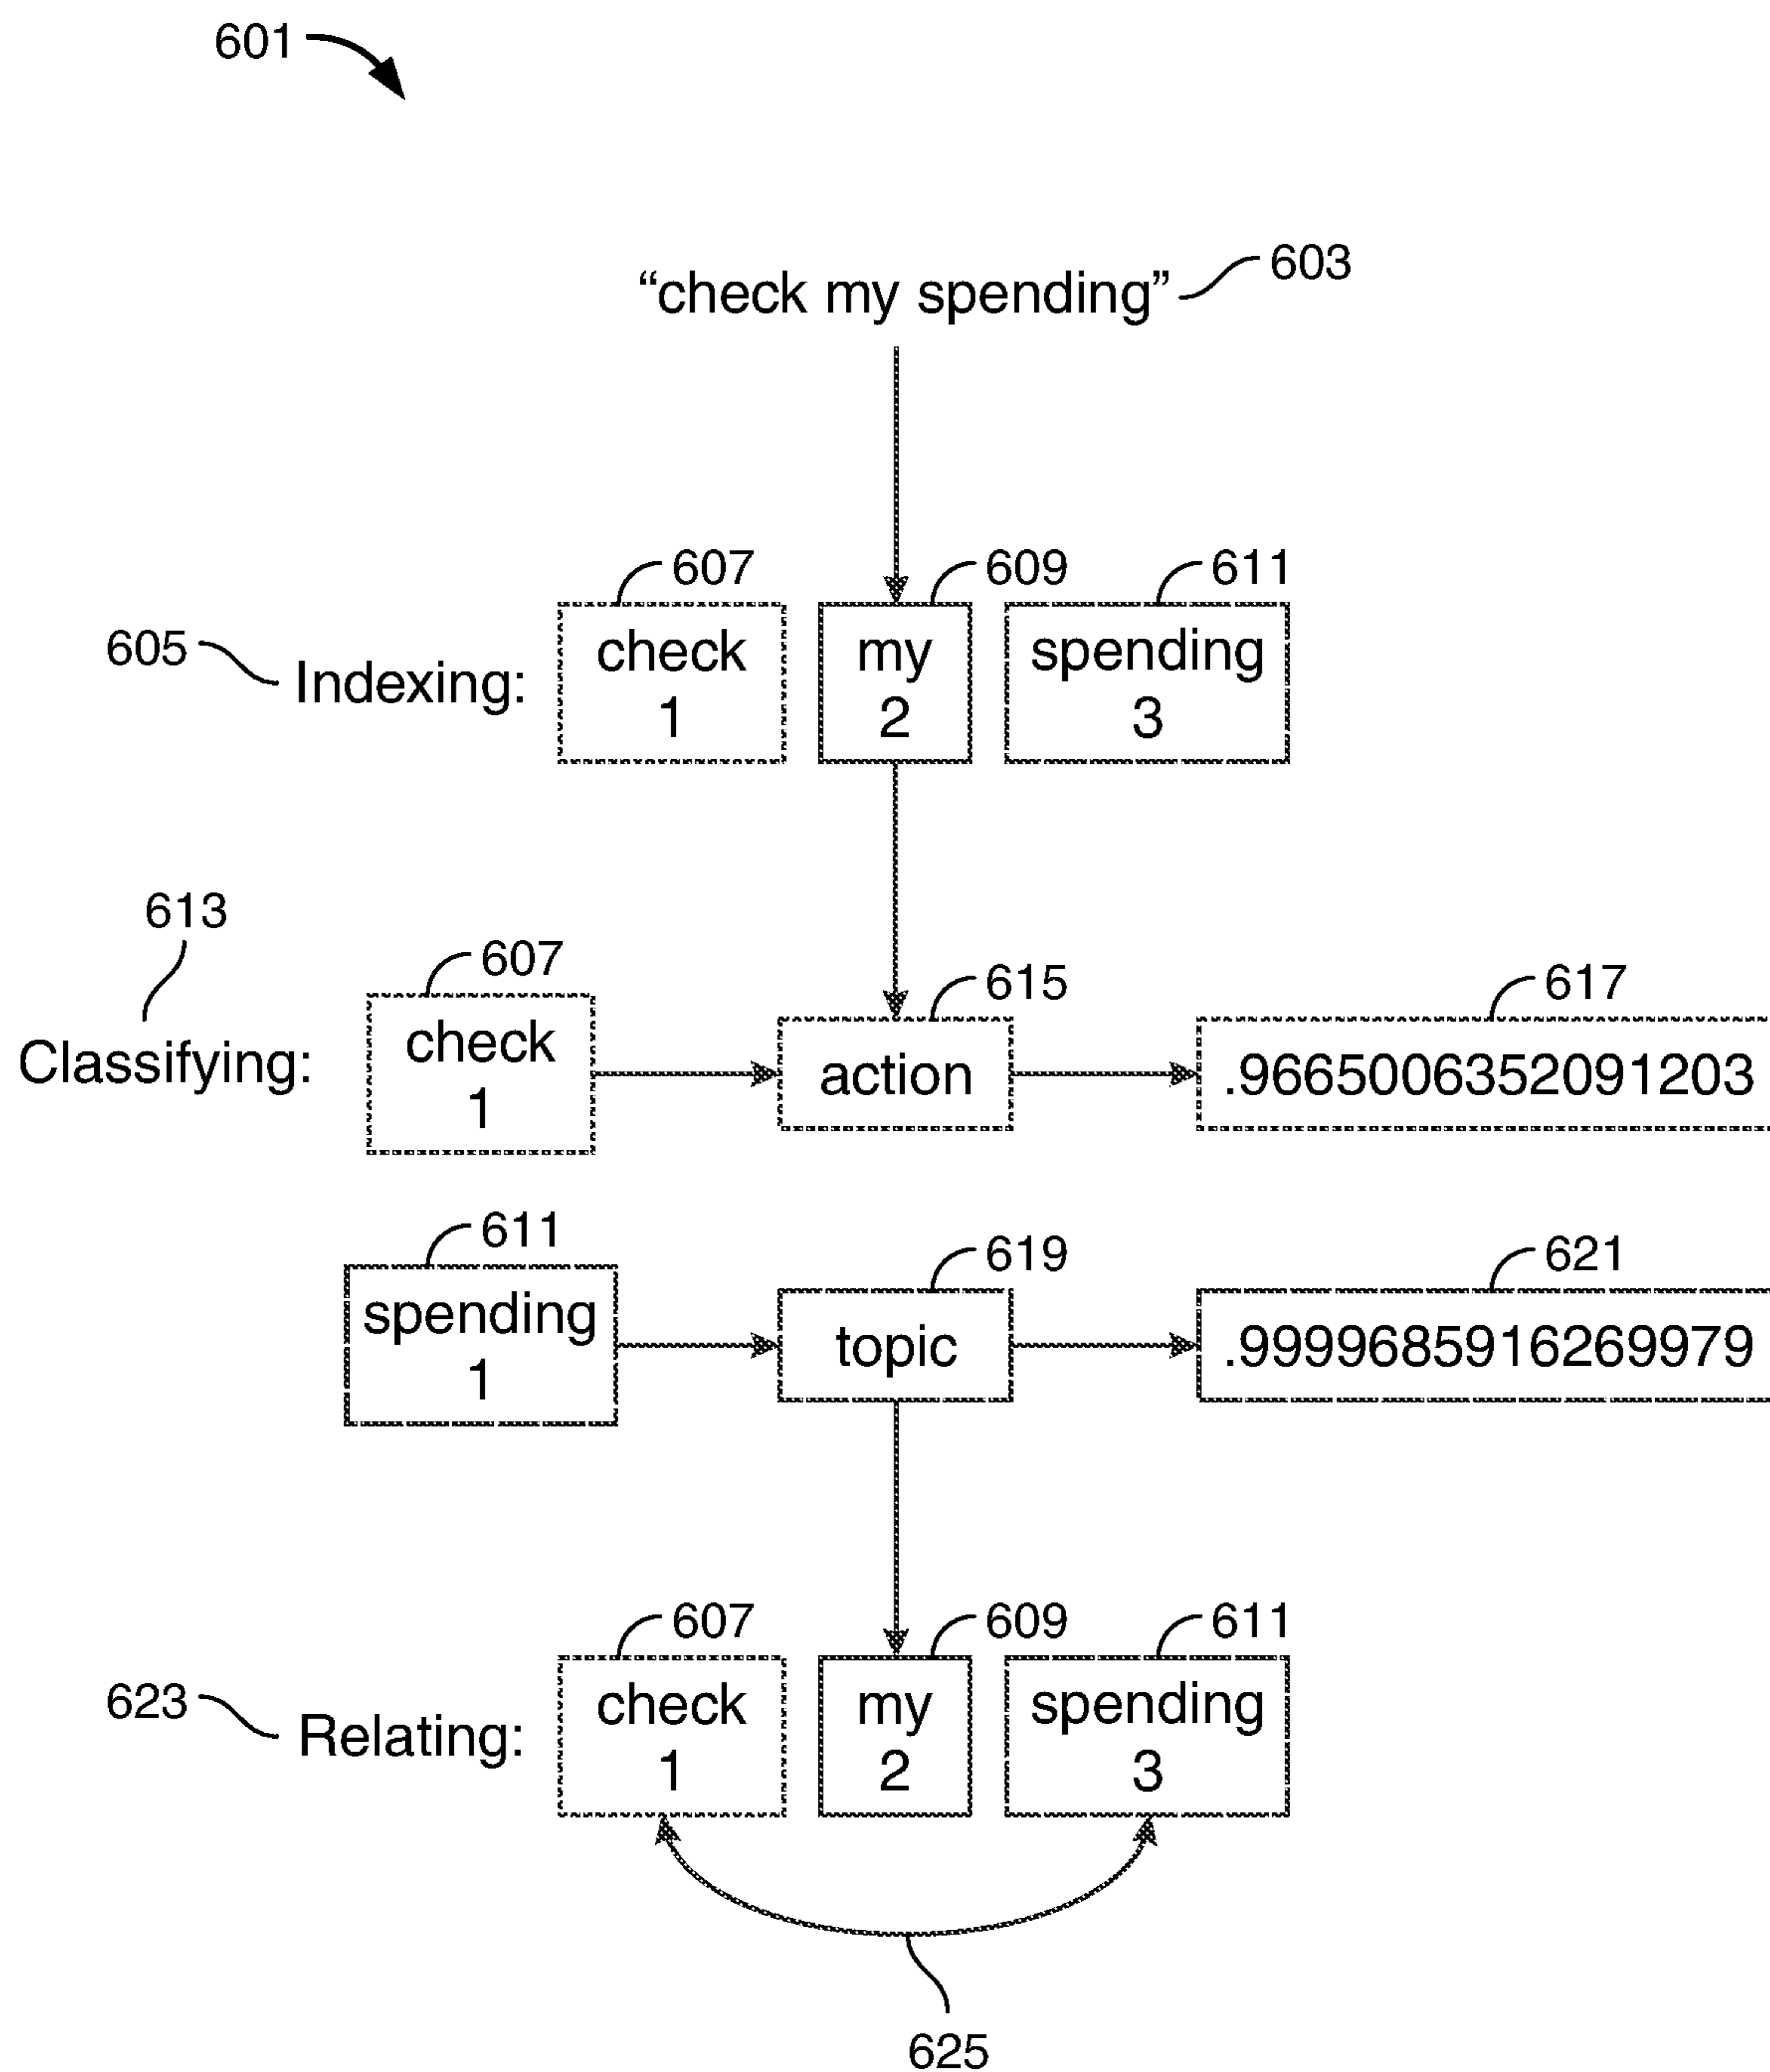 601
“check my spending” 603
607 609 611
605 Indexing: check my spending
1 2 3
613
607 615 617
Classifying: check action .9665006352091203
1
611 619 621
spending topic .9999685916269979
1
607 609 611
623 Relating: check my spending
1 2 3
625